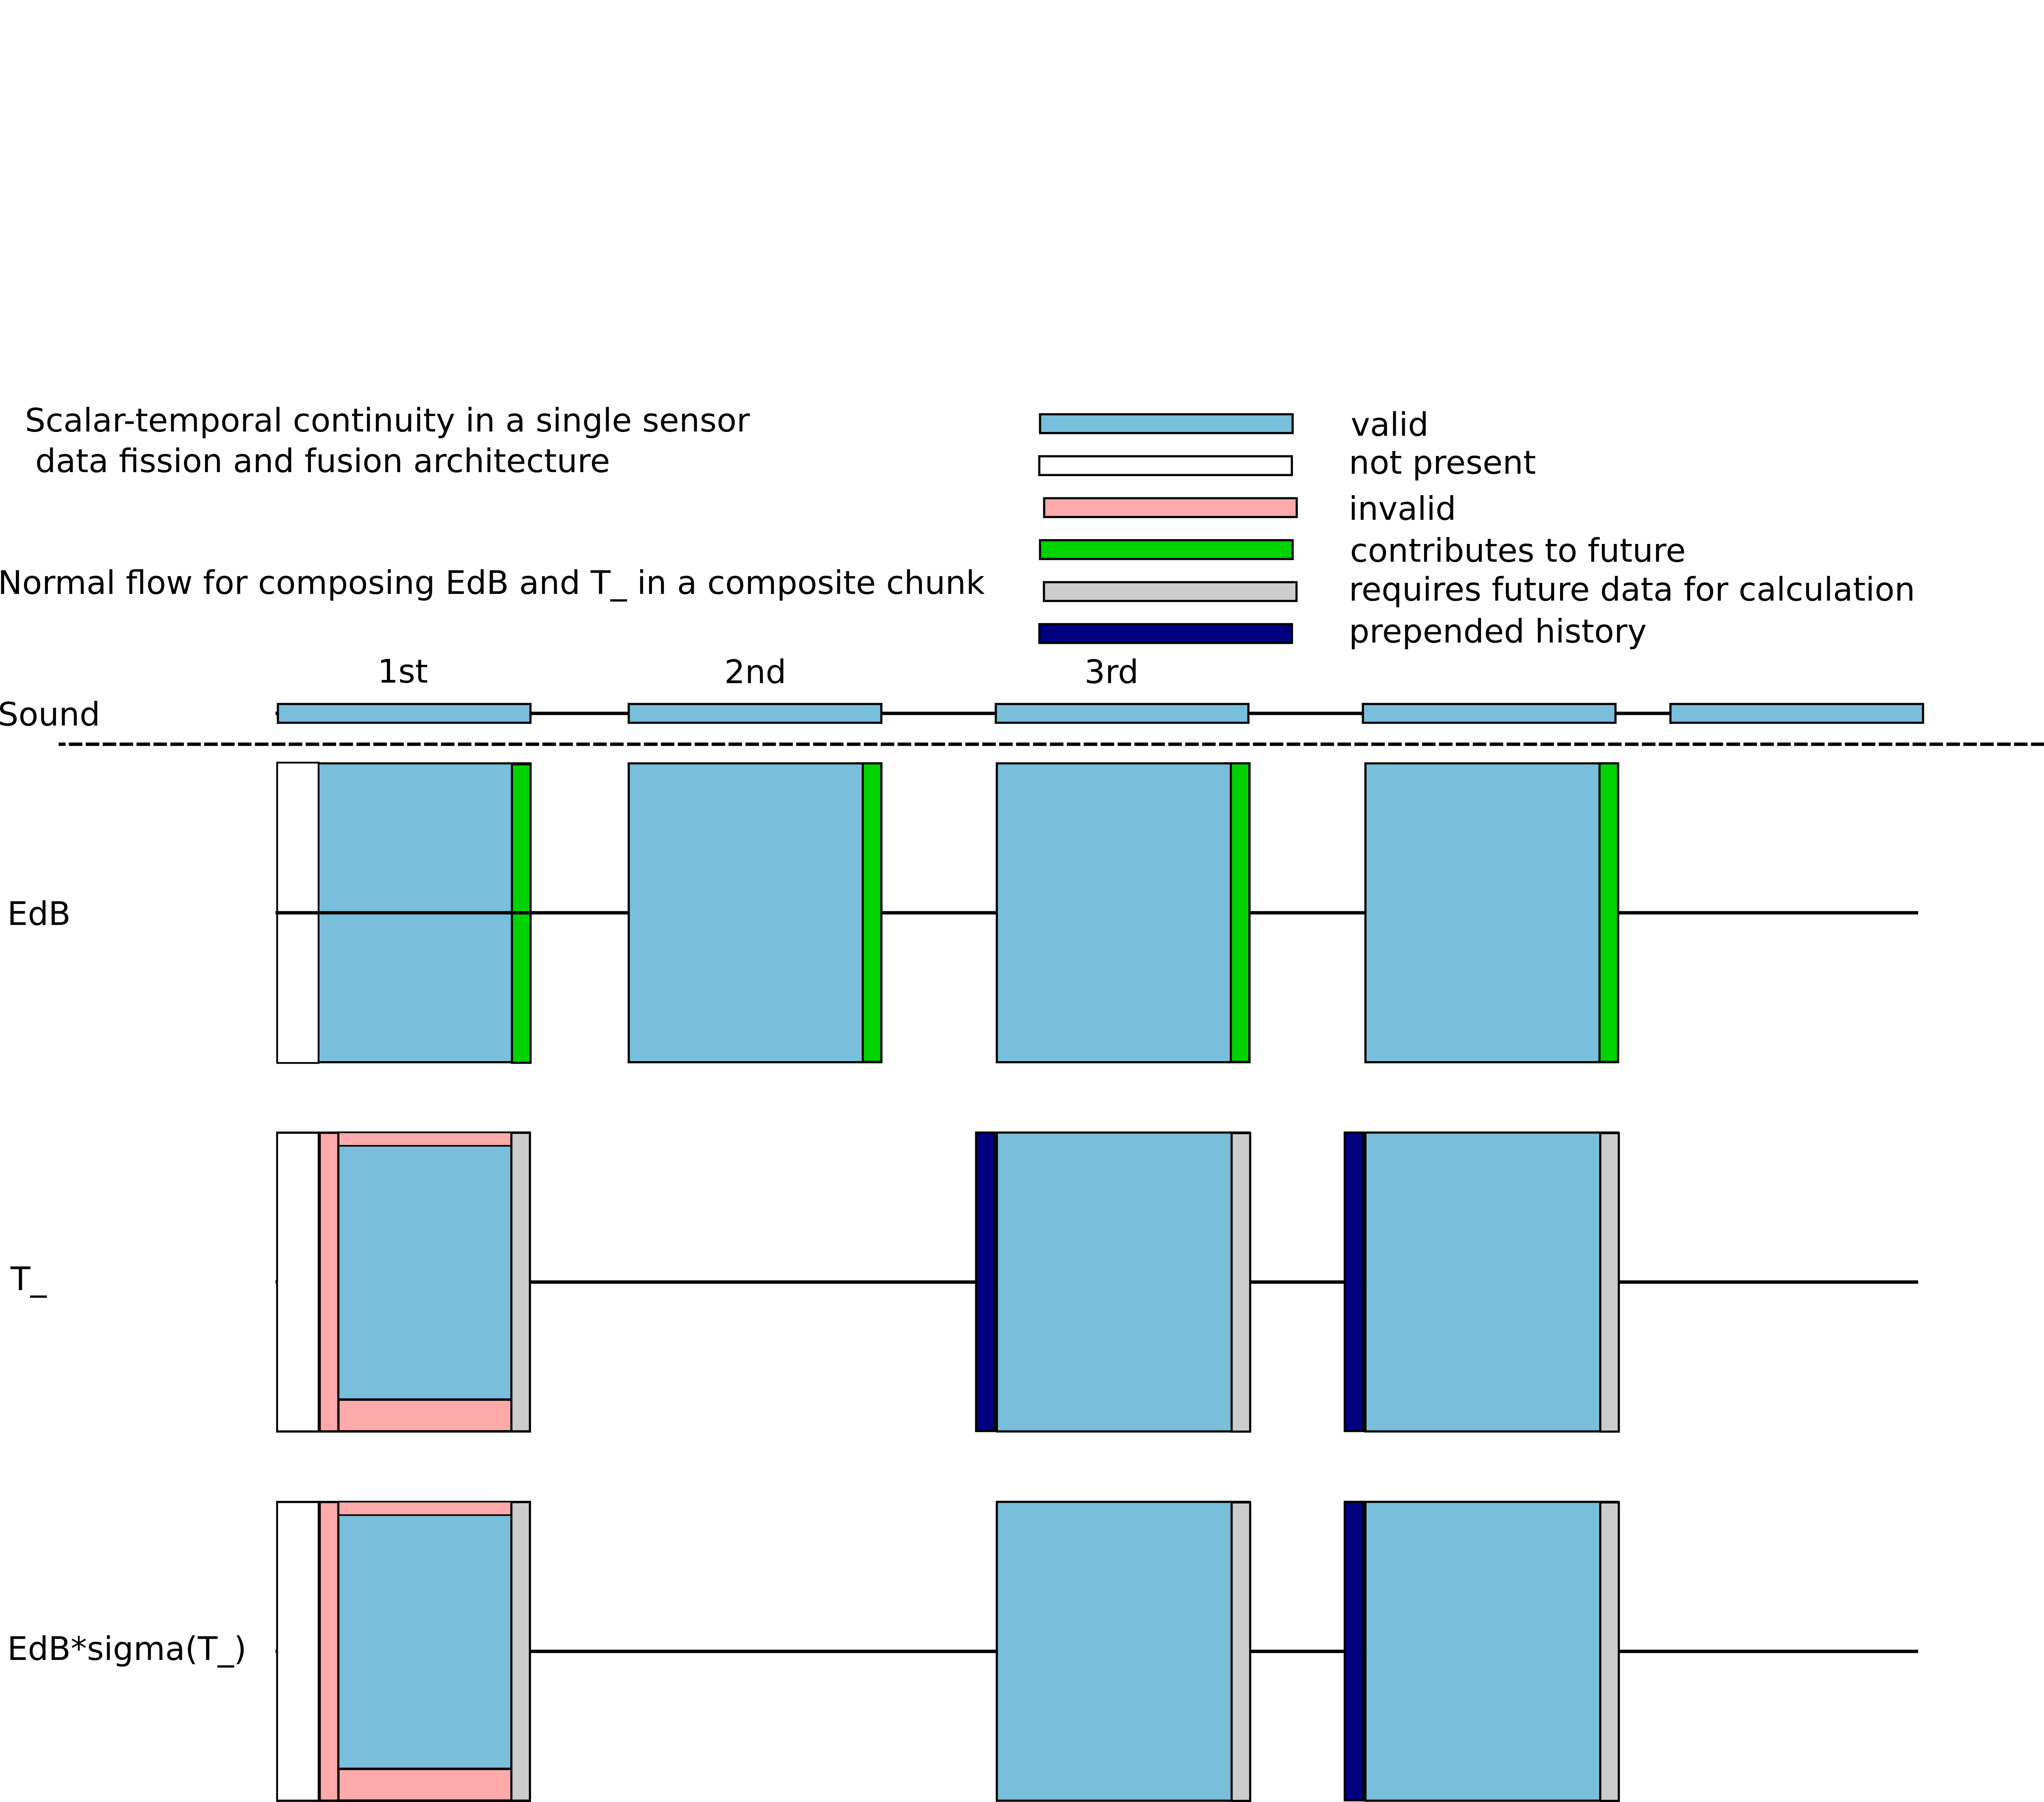 Scalar-temporal continuity in a single sensor
data fission and fusion architecture
valid
not present
invalid
contributes to future
Normal flow for composing EdB and T_ in a composite chunk
requires future data for calculation
prepended history
1st
2nd
3rd
Sound
EdB
T_
EdB*sigma(T_)